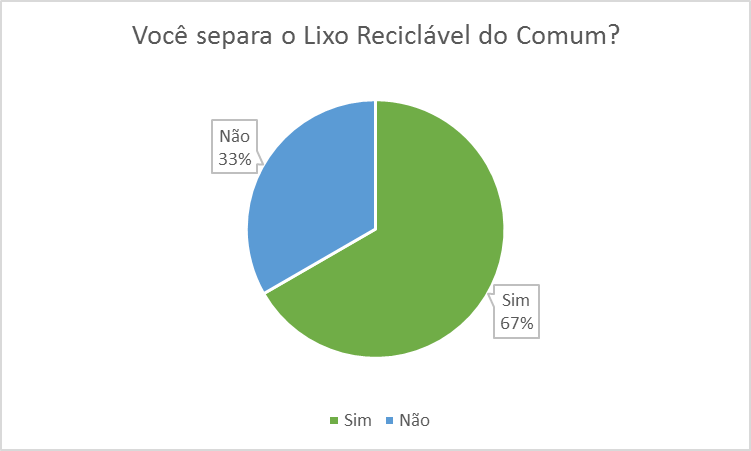 Você separa o Lixo Reciclável do Comum?
Não
33%
Sim
67%
Sim Não